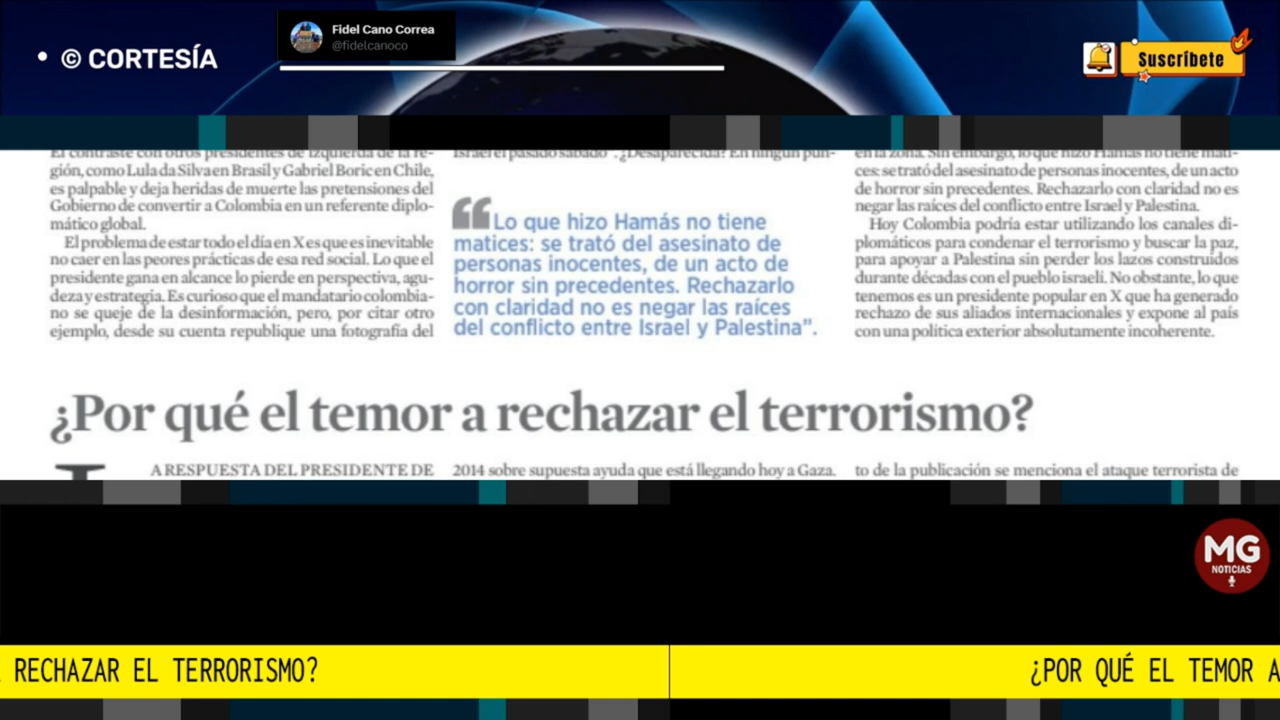 Fidel Cano Correa
@fidelcanoco
• © CORTESÍA
Suscríbete
El contraste con otros presidentes de izquierda de la re-
gión, como Lula da Silva en Brasil y Gabriel Boric en Chile,
es palpable y deja heridas de muerte las pretensiones del
Gobierno de convertir a Colombia en un referente diplo-
mático global.
El problema de estar todo el día en X es que es inevitable
no caer en las peores prácticas de esa red social. Lo que el
presidente gana en alcance lo pierde en perspectiva, agu-
deza y estrategia. Es curioso que el mandatario colombia-
no se queje de la desinformación, pero, por citar otro
ejemplo, desde su cuenta republique una fotografía del
Israel el pasado sábado". ¿Desaparecida? En ningún pun-
“Lo que hizo Hamás no tiene
matices: se trató del asesinato de
personas inocentes, de un acto de
horror sin precedentes. Rechazarlo
con claridad no es negar las raíces
del conflicto entre Israel y Palestina”.
en la zona. Sin embargo, lo que hizo Hamás no tiene mati-
ces: se trató del asesinato de personas inocentes, de un acto
de horror sin precedentes. Rechazarlo con claridad no es
negar las raíces del conflicto entre Israel y Palestina.
Hoy Colombia podría estar utilizando los canales di-
plomáticos para condenar el terrorismo y buscar la paz,
para apoyar a Palestina sin perder los lazos construidos
durante décadas con el pueblo israelí. No obstante, lo que
tenemos es un presidente popular en X que ha generado
rechazo de sus aliados internacionales y expone al país
con una política exterior absolutamente incoherente.
¿Por qué el temor a rechazar el terrorismo?
A RESPUESTA DEL PRESIDENTE DE
2014 sobre supuesta ayuda que está llegando hoy a Gaza.
to de la publicación se menciona el ataque terrorista de
MG
NOTICIAS
RECHAZAR EL TERRORISMO?
¿POR QUÉ EL TEMOR A